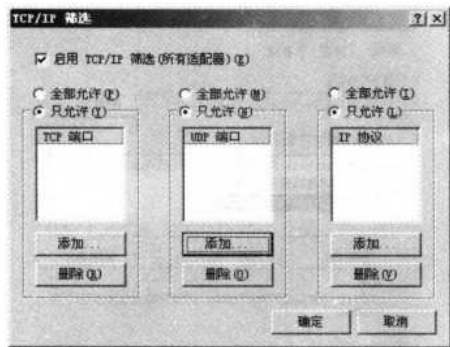 TCP/IP 筛选
启用 TCP/IP 筛选(所有适配器)(E)
全部允许(P)
只允许(Y)
TCP 端口
添加...
删除(R)
全部允许(M)
只允许(N)
UDP 端口
添加...
删除(O)
全部允许(I)
只允许(L)
IP 协议
添加...
删除(V)
确定
取消